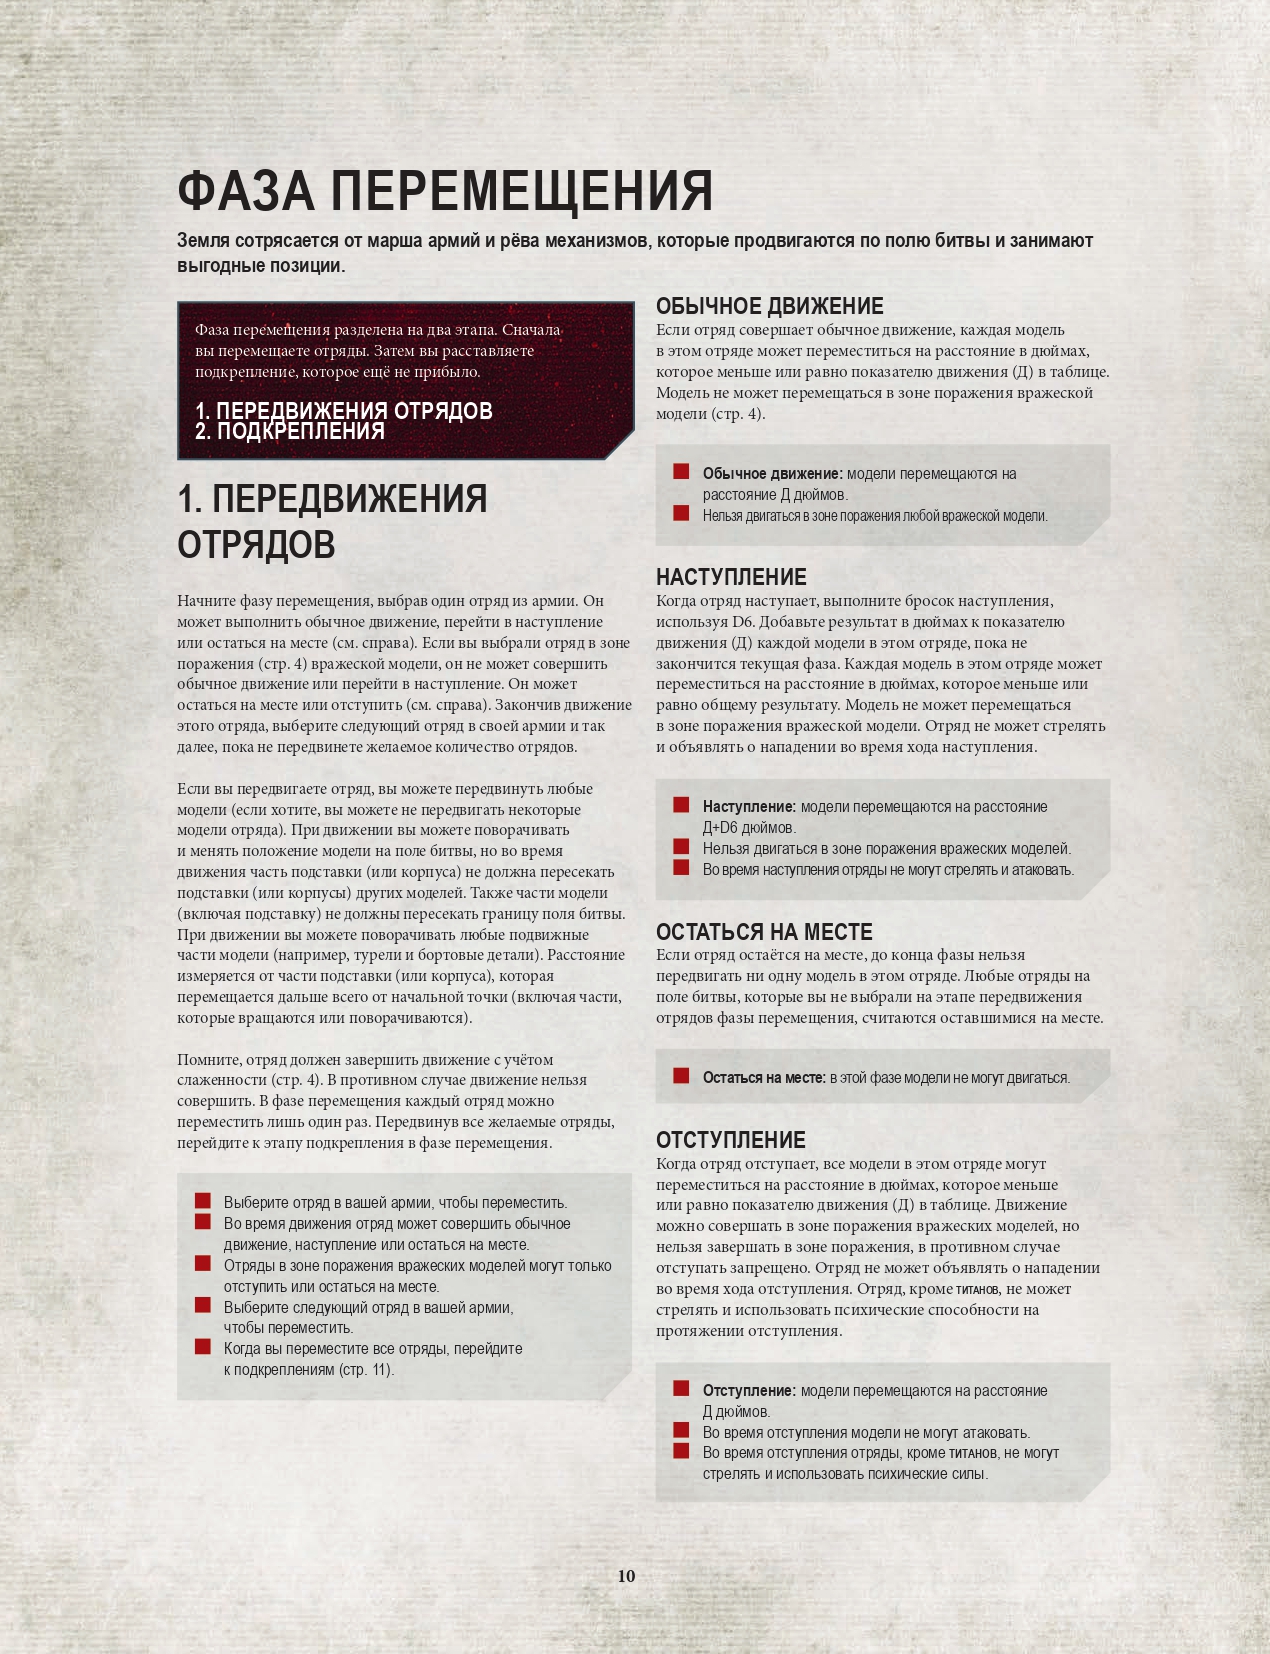 ФАЗА ПЕРЕМЕЩЕНИЯ
Земля сотрясается от марша армий и рёва механизмов, которые продвигаются по полю битвы и занимают
выгодные позиции.
Фаза перемещения разделена на два этапа. Сначала
вы перемещаете отряды. Затем вы расставляете
подкрепление, которое ещё не прибыло.
1. ПЕРЕДВИЖЕНИЯ ОТРЯДОВ
2. ПОДКРЕПЛЕНИЯ
1. ПЕРЕДВИЖЕНИЯ
ОТРЯДОВ
Начните фазу перемещения, выбрав один отряд из армии. Он
может выполнить обычное движение, перейти в наступление
или остаться на месте (см. справа). Если вы выбрали отряд в зоне
поражения (стр. 4) вражеской модели, он не может совершить
обычное движение или перейти в наступление. Он может
остаться на месте или отступить (см. справа). Закончив движение
этого отряда, выберите следующий отряд в своей армии и так
далее, пока не передвинете желаемое количество отрядов.
Если вы передвигаете отряд, вы можете передвинуть любые
модели (если хотите, вы можете не передвигать некоторые
модели отряда). При движении вы можете поворачивать
и менять положение модели на поле битвы, но во время
движения часть подставки (или корпуса) не должна пересекать
подставки (или корпусы) других моделей. Также части модели
(включая подставку) не должны пересекать границу поля битвы.
При движении вы можете поворачивать любые подвижные
части модели (например, турели и бортовые детали). Расстояние
измеряется от части подставки (или корпуса), которая
перемещается дальше всего от начальной точки (включая части,
которые вращаются или поворачиваются).
Помните, отряд должен завершить движение с учётом
слаженности (стр. 4). В противном случае движение нельзя
совершить. В фазе перемещения каждый отряд можно
переместить лишь один раз. Передвинув все желаемые отряды,
перейдите к этапу подкрепления в фазе перемещения.
Выберите отряд в вашей армии, чтобы переместить.
Во время движения отряд может совершить обычное
движение, наступление или остаться на месте.
Отряды в зоне поражения вражеских моделей могут только
отступить или остаться на месте.
Выберите следующий отряд в вашей армии,
чтобы переместить.
Когда вы переместите все отряды, перейдите
к подкреплениям (стр. 11).
ОБЫЧНОЕ ДВИЖЕНИЕ
Если отряд совершает обычное движение, каждая модель
в этом отряде может переместиться на расстояние в дюймах,
которое меньше или равно показателю движения (Д) в таблице.
Модель не может перемещаться в зоне поражения вражеской
модели (стр. 4).
Обычное движение: модели перемещаются на
расстояние Д дюймов.
Нельзя двигаться в зоне поражения любой вражеской модели.
НАСТУПЛЕНИЕ
Когда отряд наступает, выполните бросок наступления,
используя D6. Добавьте результат в дюймах к показателю
движения (Д) каждой модели в этом отряде, пока не
закончится текущая фаза. Каждая модель в этом отряде может
переместиться на расстояние в дюймах, которое меньше или
равно общему результату. Модель не может перемещаться
в зоне поражения вражеской модели. Отряд не может стрелять
и объявлять о нападении во время хода наступления.
Наступление: модели перемещаются на расстояние
Д+D6 дюймов.
Нельзя двигаться в зоне поражения вражеских моделей.
Во время наступления отряды не могут стрелять и атаковать.
ОСТАТЬСЯ НА МЕСТЕ
Если отряд остаётся на месте, до конца фазы нельзя
передвигать ни одну модель в этом отряде. Любые отряды на
поле битвы, которые вы не выбрали на этапе передвижения
отрядов фазы перемещения, считаются оставшимися на месте.
Остаться на месте: в этой фазе модели не могут двигаться.
ОТСТУПЛЕНИЕ
Когда отряд отступает, все модели в этом отряде могут
переместиться на расстояние в дюймах, которое меньше
или равно показателю движения (Д) в таблице. Движение
можно совершать в зоне поражения вражеских моделей, но
нельзя завершать в зоне поражения, в противном случае
отступать запрещено. Отряд не может объявлять о нападении
во время хода отступления. Отряд, кроме ТИТАНОВ, не может
стрелять и использовать психические способности на
протяжении отступления.
Отступление: модели перемещаются на расстояние
Д дюймов.
Во время отступления модели не могут атаковать.
Во время отступления отряды, кроме ТИТАНОВ, не могут
стрелять и использовать психические силы.
10